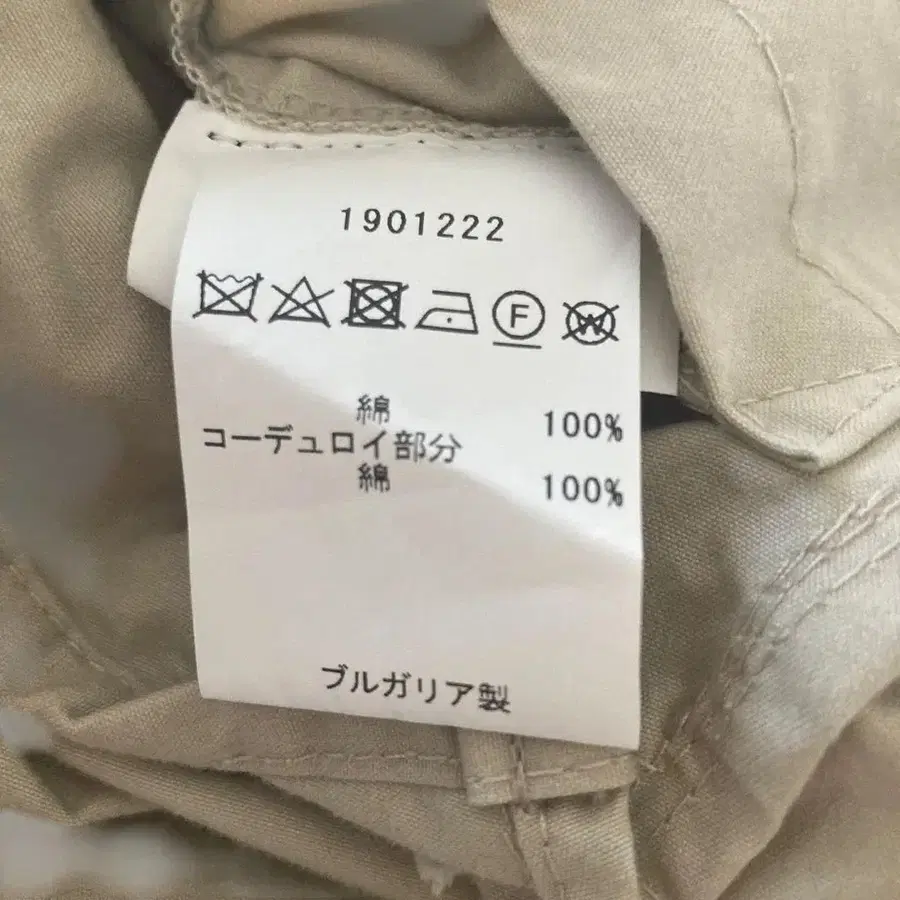 1901222
F W
綿 100%
コーデュロイ部分
綿 100%
ブルガリア製